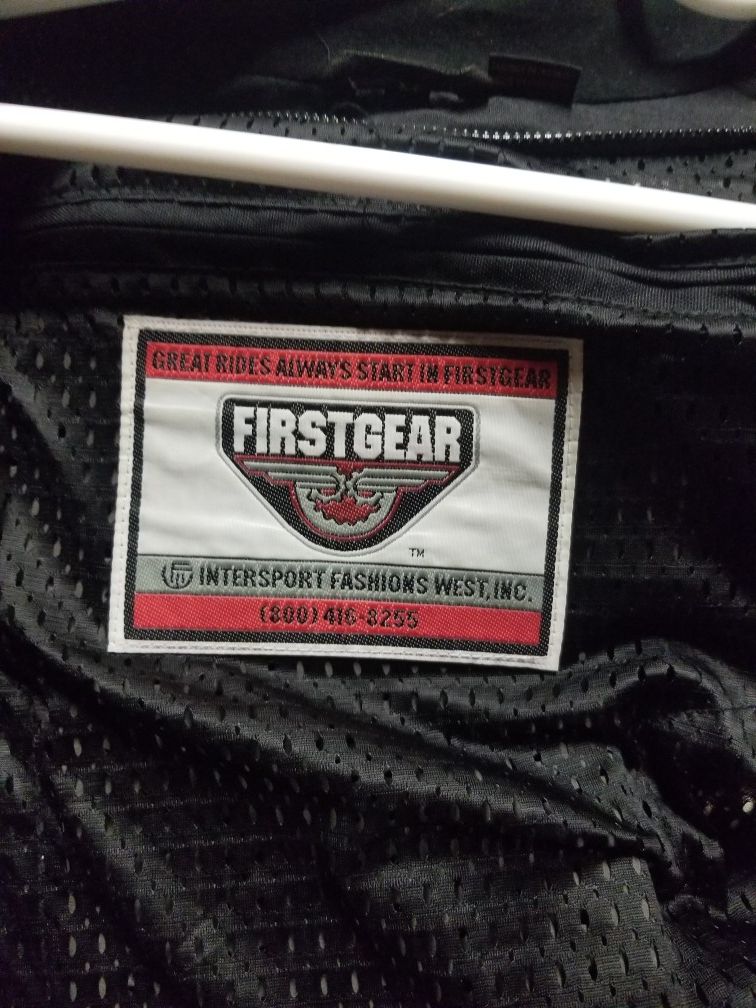 GREAT RIDES ALWAYS START IN FIRSTGEAR
FIRSTGEAR
TM
INTERSPORT FASHIONS WEST, INC.
(800) 416-8255